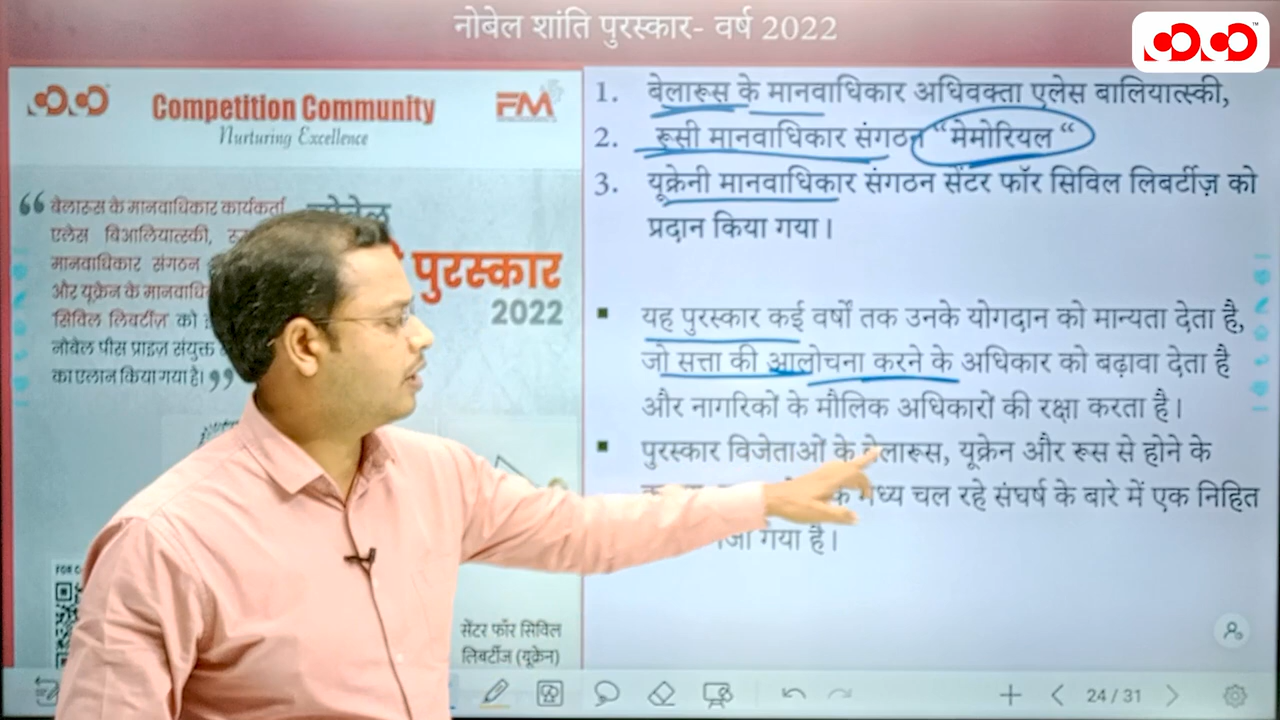 नोबेल शांति पुरस्कार- वर्ष 2022
Competition Community
Nurturing Excellence
FM
“ बेलारूस के मानवाधिकार कार्यकर्ता
एलेस बिआलियात्स्की,
मानवाधिकार संगठन
और यूक्रेन के
सिविल लिबर्टीज़ को
नोबेल पीस प्राइज़ संयुक्त
का एलान किया गया है। ”
नोबेल
पुरस्कार
2022
सेंटर फॉर सिविल
लिबर्टीज (यूक्रेन)
1. बेलारूस के मानवाधिकार अधिवक्ता एलेस बालियात्स्की,
2. रूसी मानवाधिकार संगठन “मेमोरियल “
3. यूक्रेनी मानवाधिकार संगठन सेंटर फॉर सिविल लिबर्टीज़ को
प्रदान किया गया।
▪ यह पुरस्कार कई वर्षों तक उनके योगदान को मान्यता देता है,
जो सत्ता की आलोचना करने के अधिकार को बढ़ावा देता है
और नागरिकों के मौलिक अधिकारों की रक्षा करता है।
▪ पुरस्कार विजेताओं के बेलारूस, यूक्रेन और रूस से होने के
मध्य चल रहे संघर्ष के बारे में एक निहित
गया है।
24 / 31